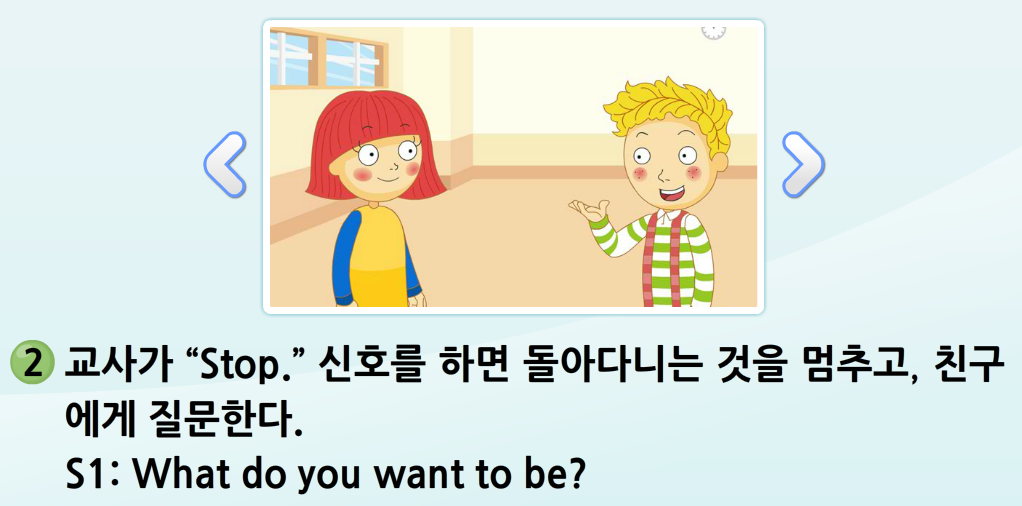 2 교사가 “Stop.” 신호를 하면 돌아다니는 것을 멈추고, 친구
에게 질문한다.
S1: What do you want to be?